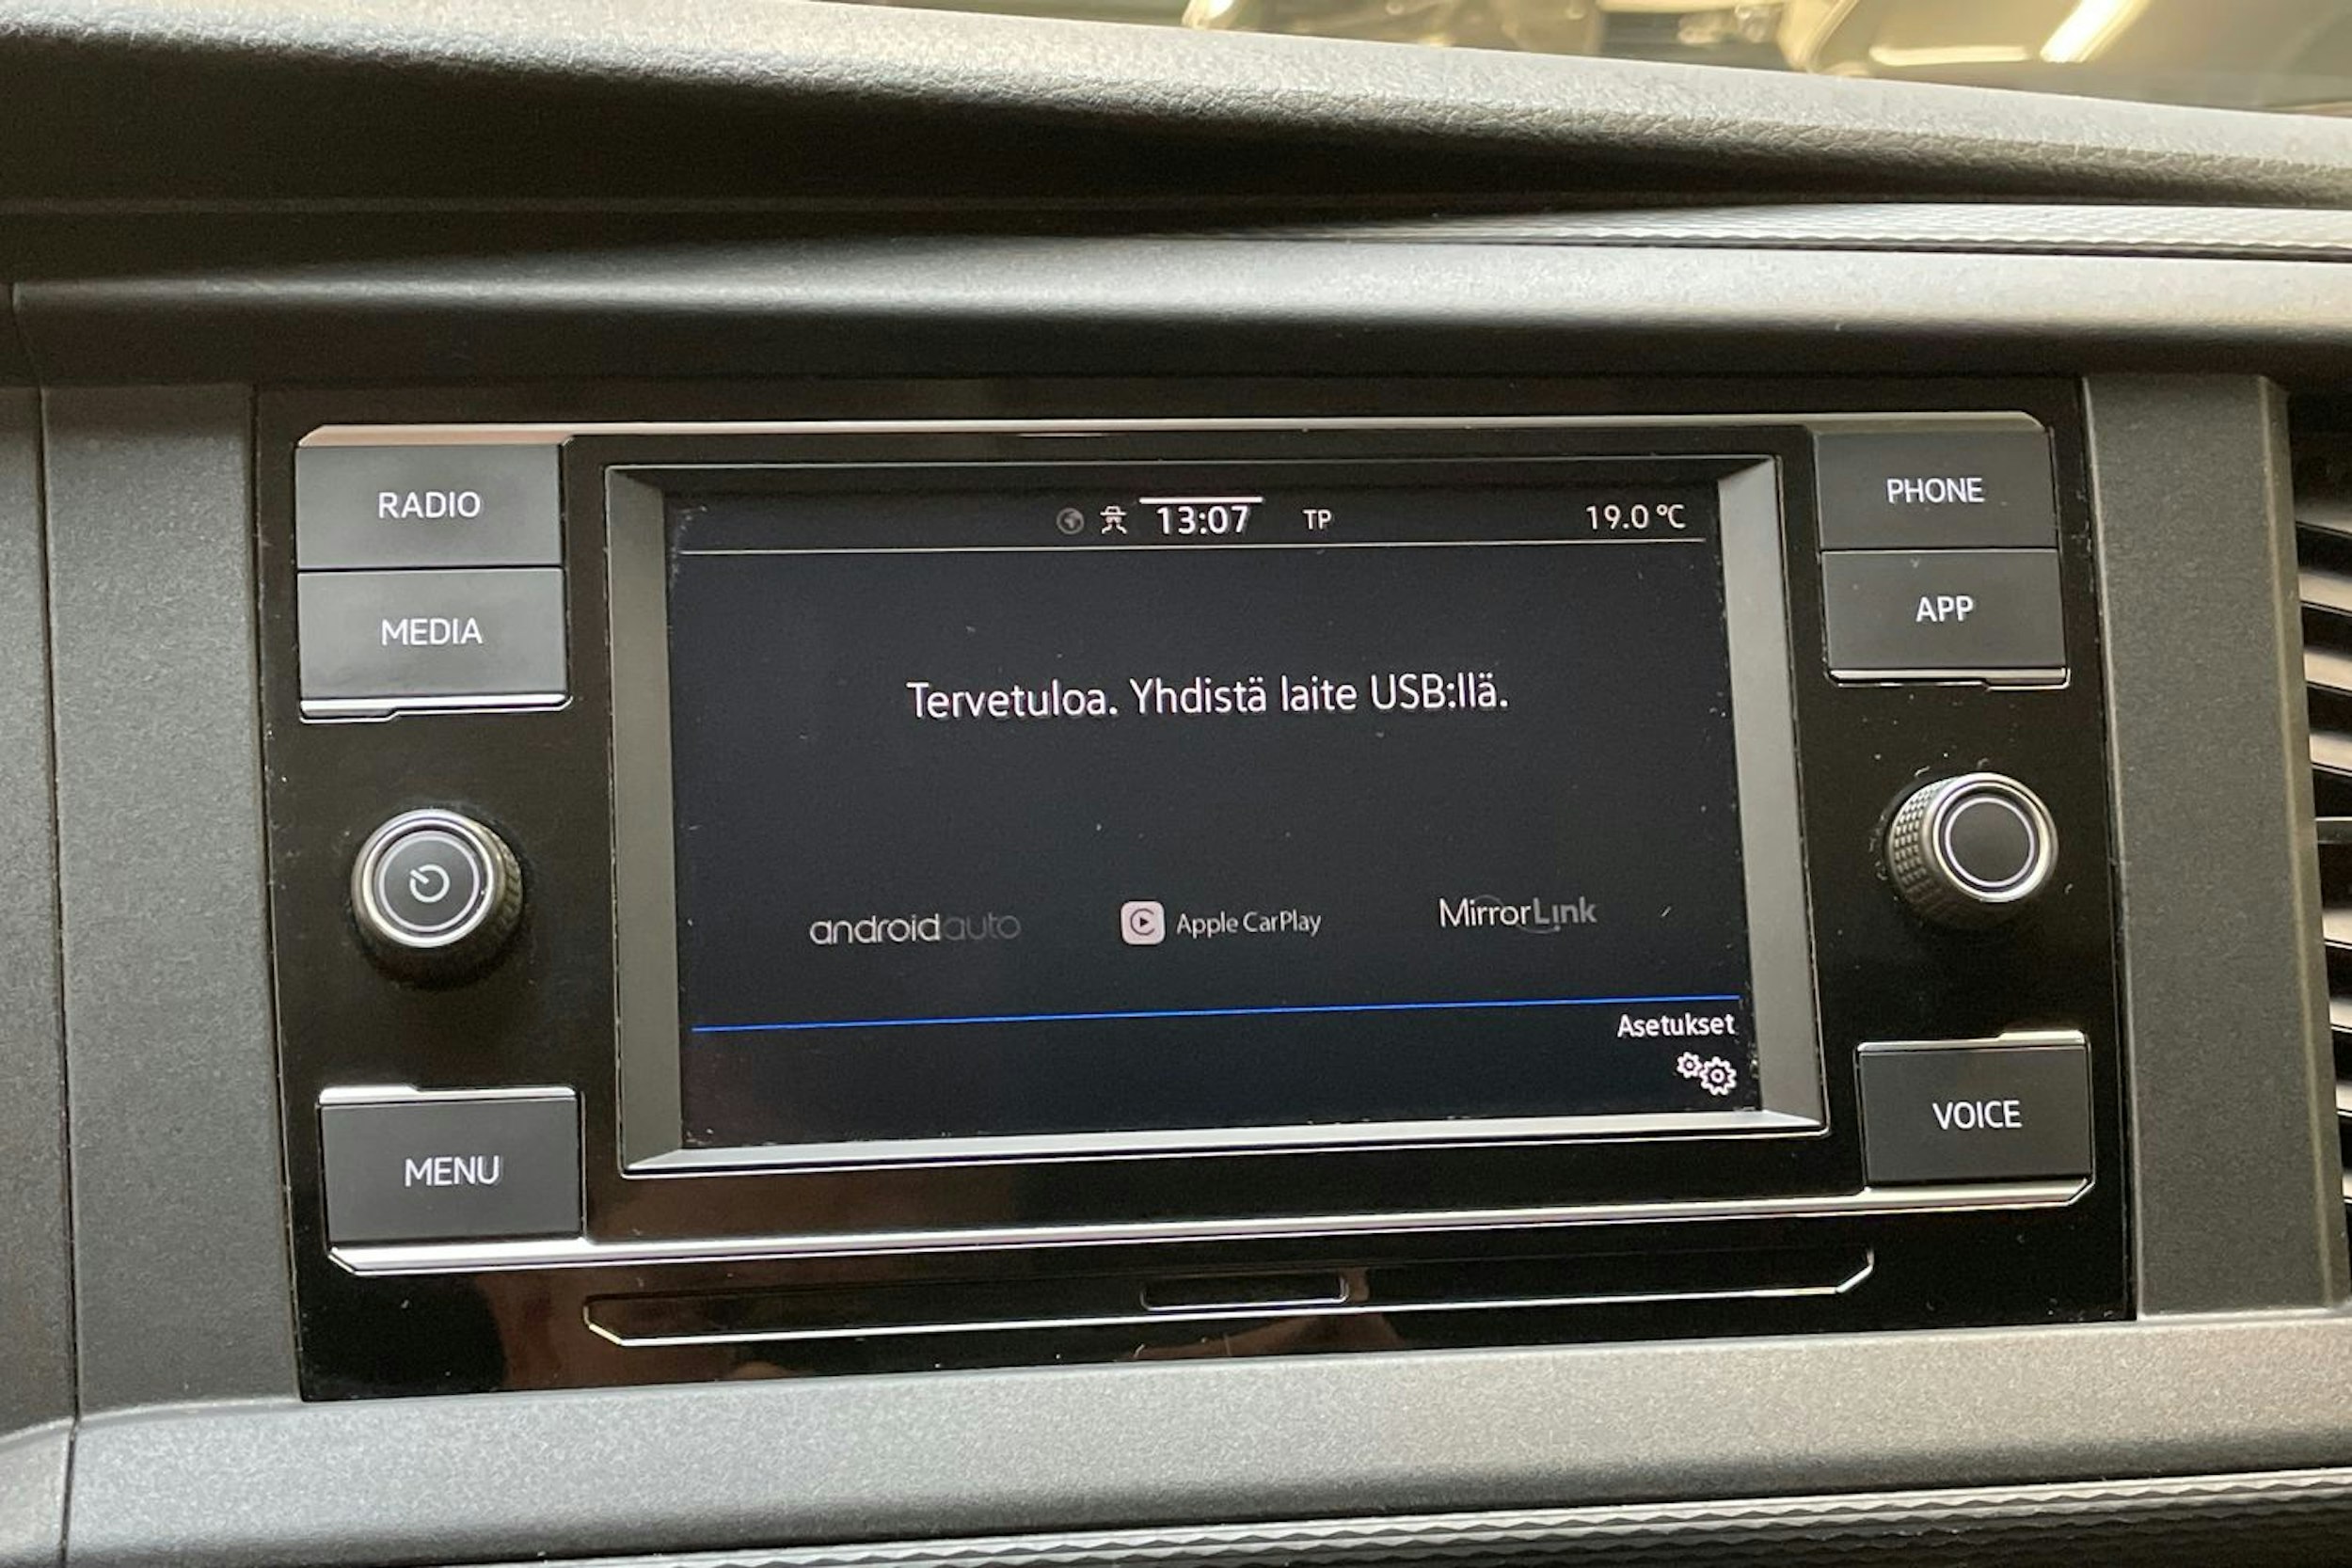 RADIO
MEDIA
MENU
13:07
TP
19.0 °C
Tervetuloa. Yhdistä laite USB:llä.
androidauto
Apple CarPlay
MirrorLink
Asetukset
PHONE
APP
VOICE